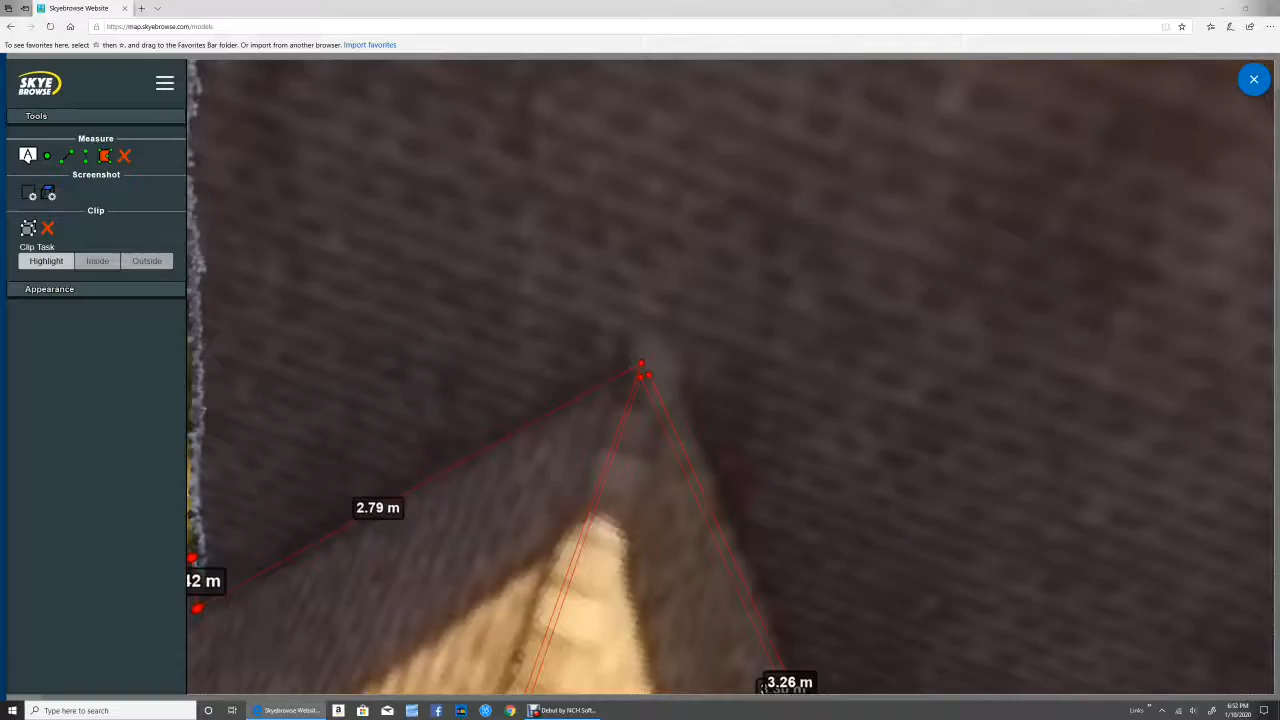 Skyebrowse Website
https://map.skyebrowse.com/models
To see favorites here, select ☆ then ☆, and drag to the Favorites Bar folder. Or import from another browser. Import favorites
SKYE
BROWSE
Tools
Measure
A
Screenshot
Clip
Clip Task
Highlight Inside Outside
Appearance
2.79 m
42 m
3.26 m
Type here to search
Skyebrowse Websit...
Debut by NCH Soft...
Links
6:52 PM
1/10/2020